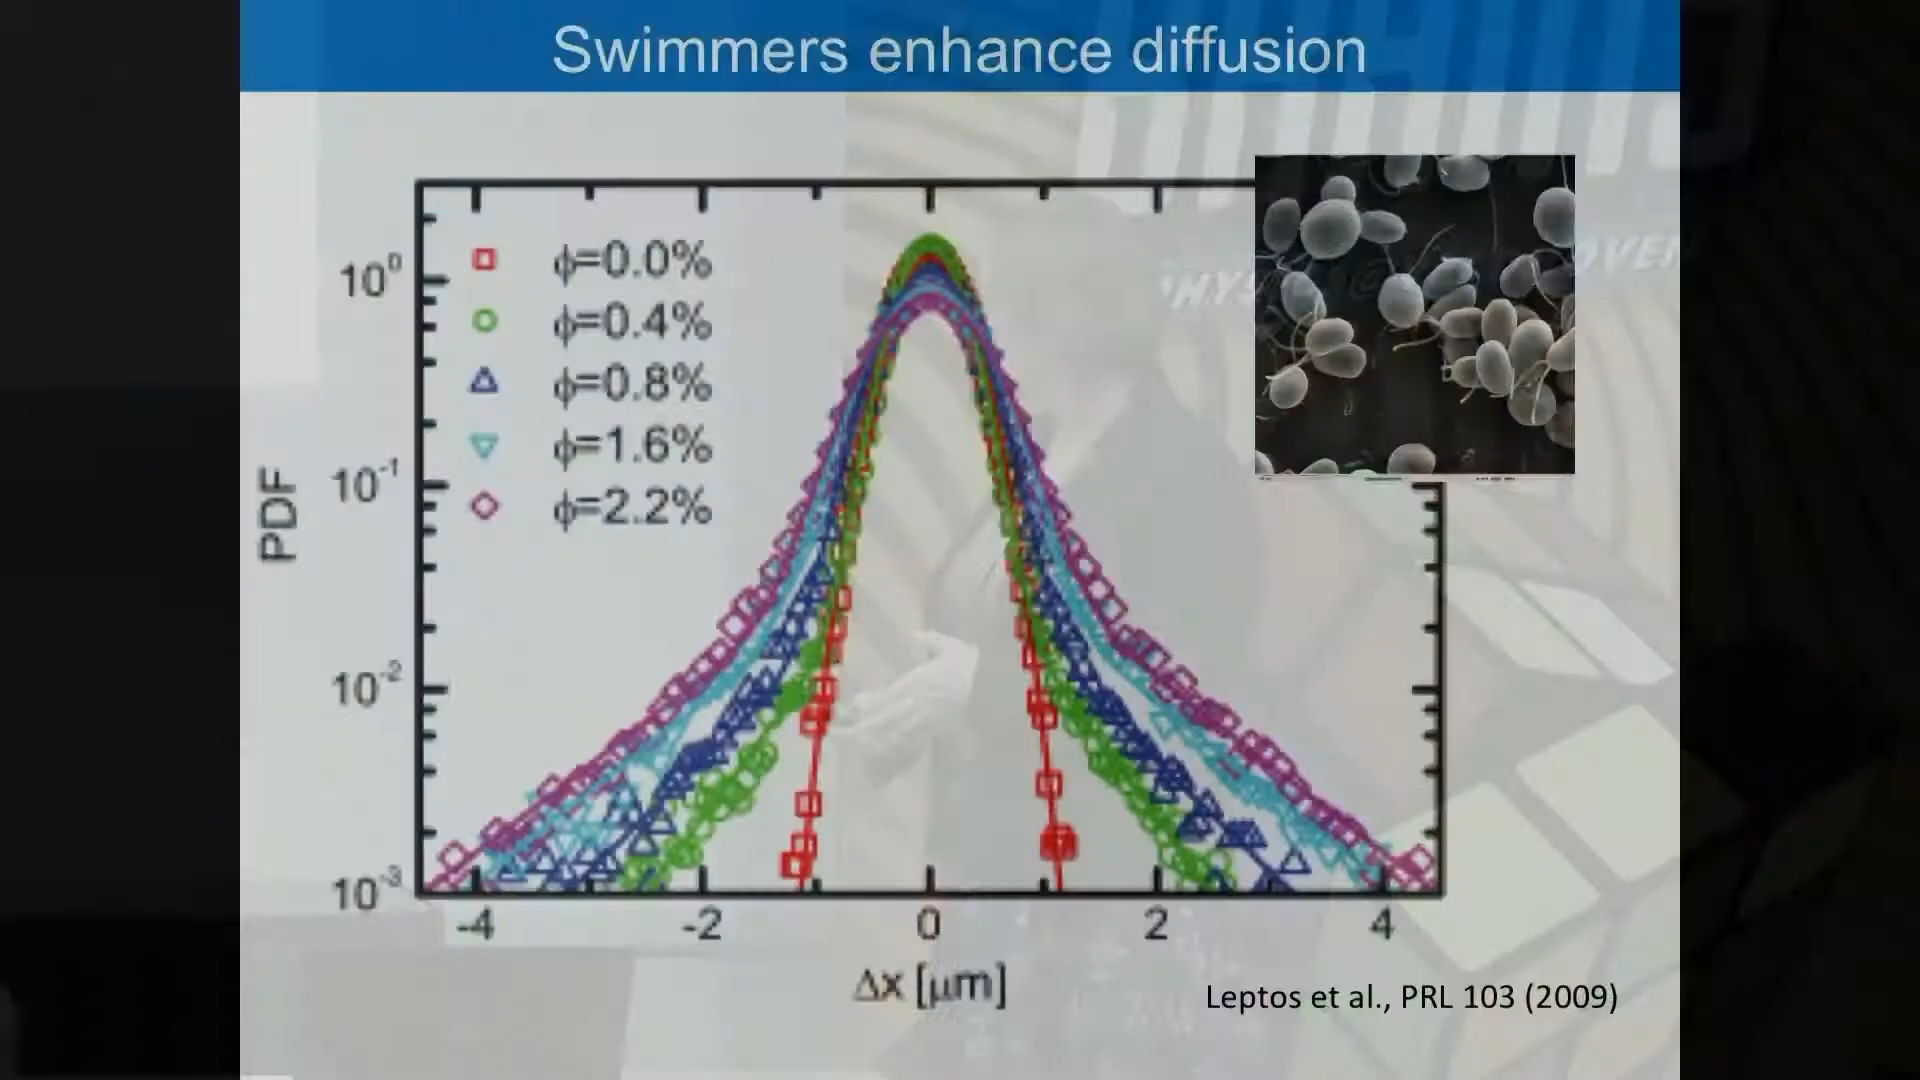 Swimmers enhance diffusion
ϕ=0.0%
ϕ=0.4%
ϕ=0.8%
ϕ=1.6%
ϕ=2.2%
PDF
10⁰
10⁻¹
10⁻²
10⁻³
-4 -2 0 2 4
Δx [μm]
Leptos et al., PRL 103 (2009)